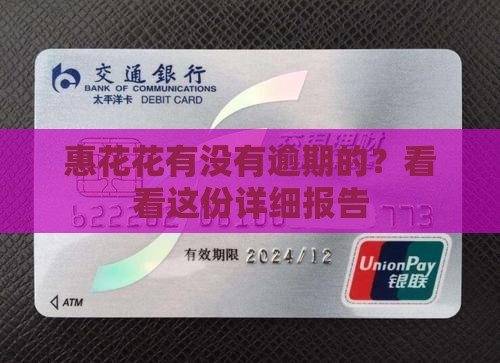 交通銀行
BANK OF COMMUNICATIONS
太平洋卡 DEBIT CARD
惠花花有没有逾期的？看
看这份详细报告
有效期限 2024/12
UnionPay
银联
ATM